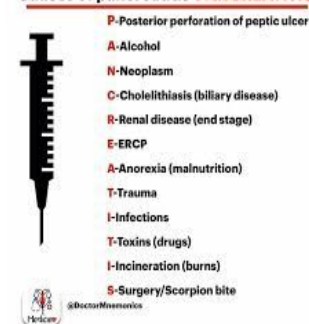 P-Posterior perforation of peptic ulcer
A-Alcohol
N-Neoplasm
C-Cholelithiasis (biliary disease)
R-Renal disease (end stage)
E-ERCP
A-Anorexia (malnutrition)
T-Trauma
I-Infections
T-Toxins (drugs)
I-Incineration (burns)
S-Surgery/Scorpion bite
@DoctorMnemonics